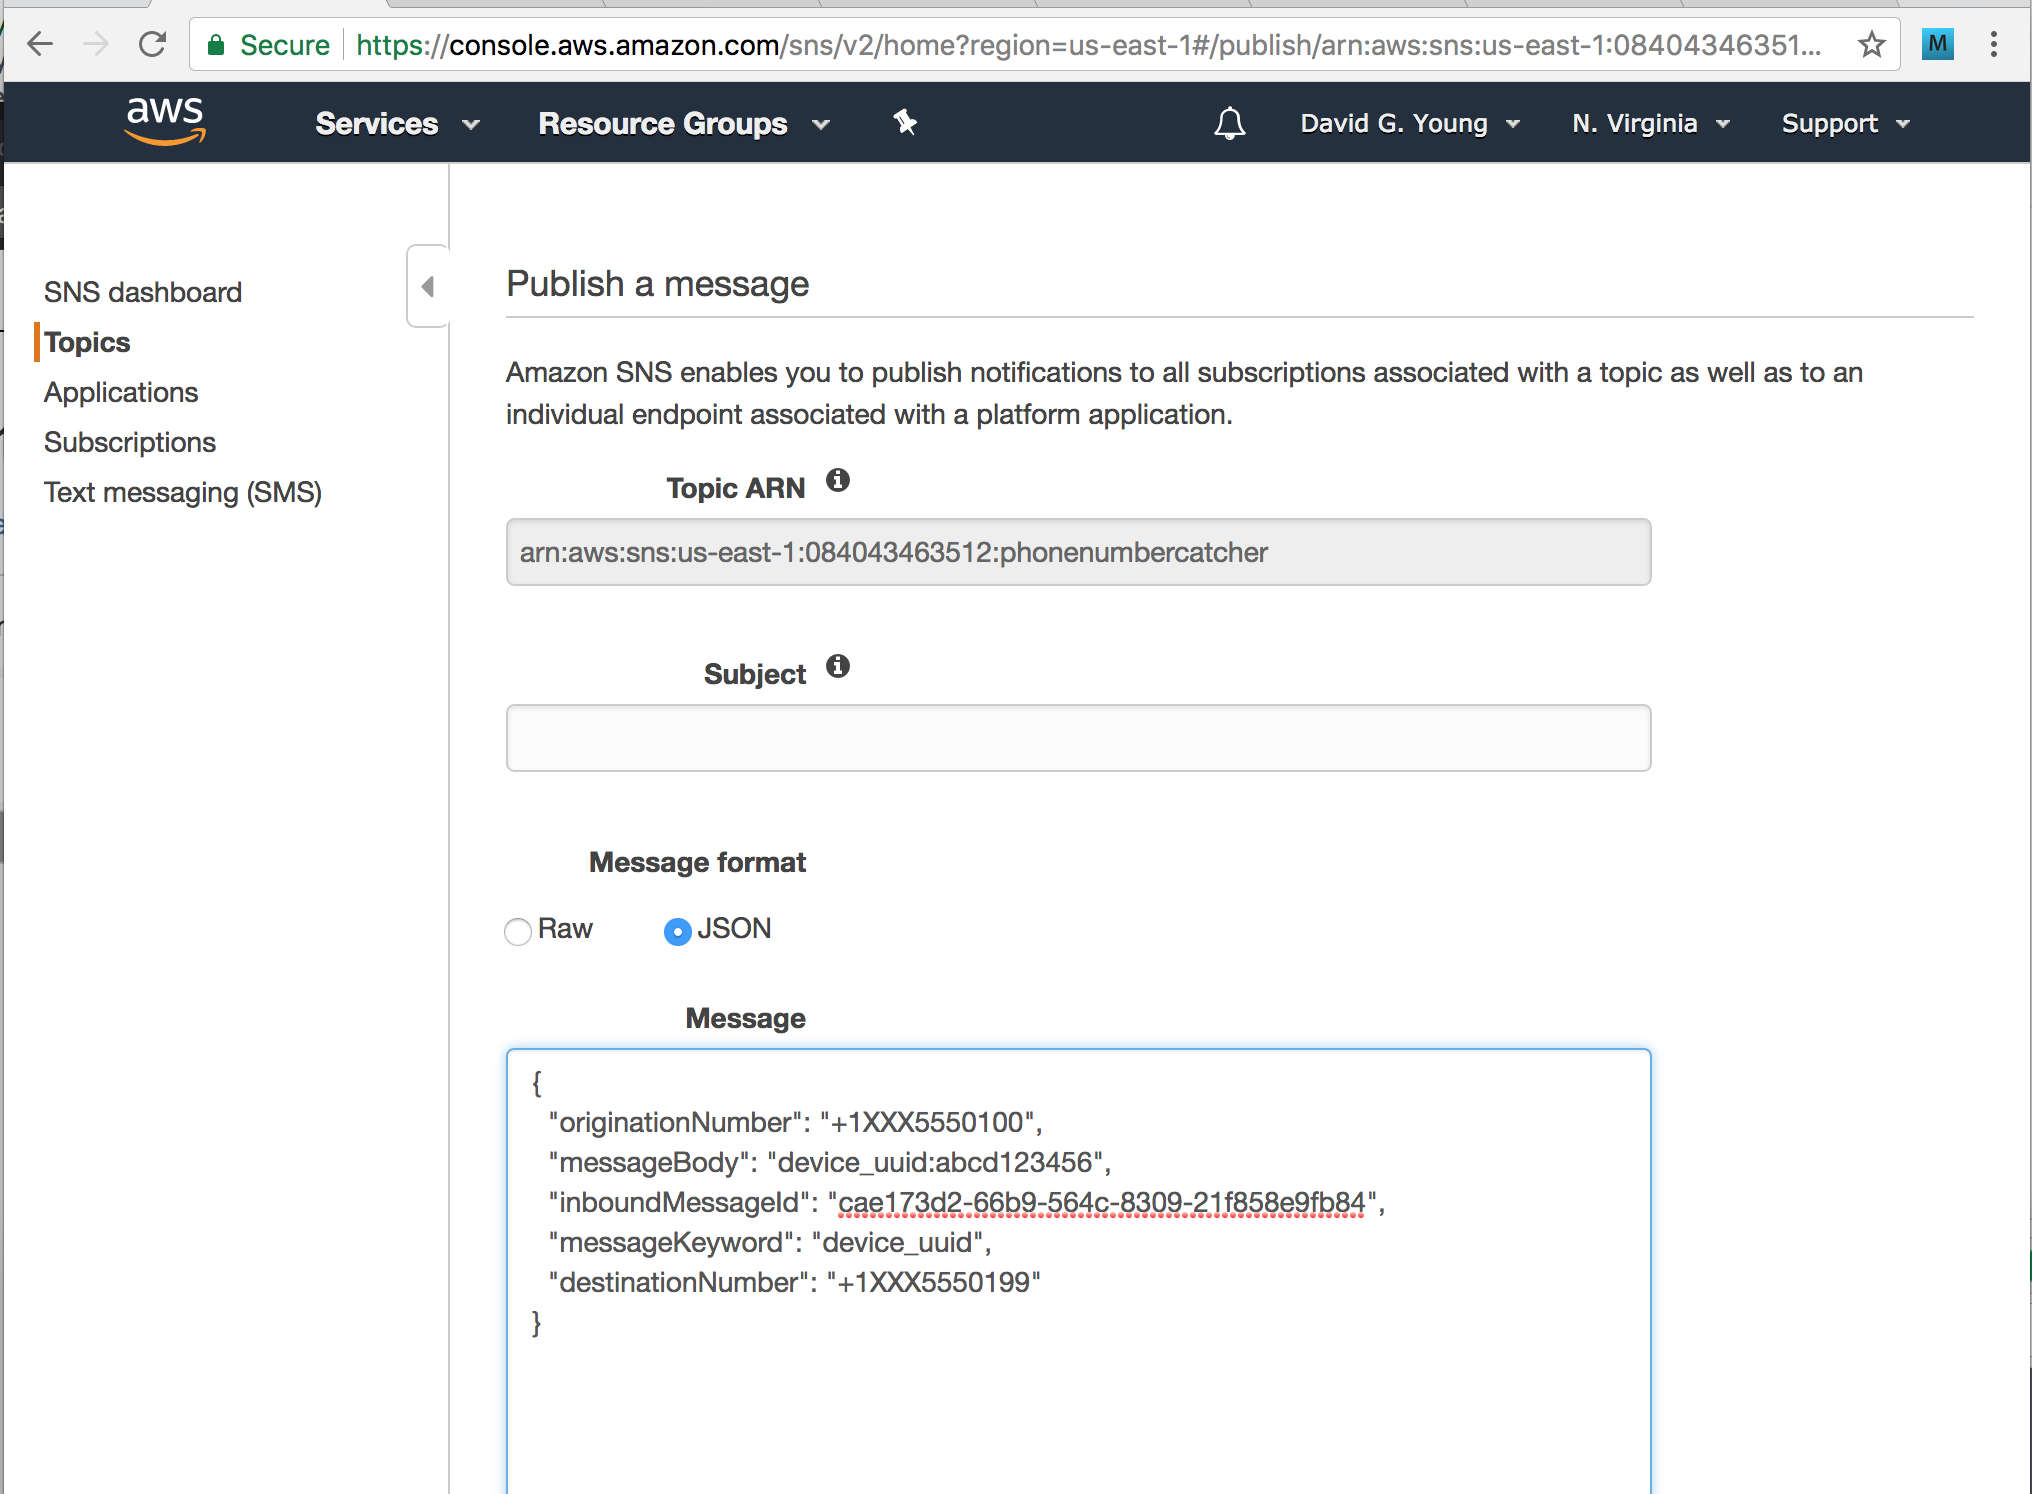 Secure https://console.aws.amazon.com/sns/v2/home?region=us-east-1#/publish/arn:aws:sns:us-east-1:08404346351... M
aws Services Resource Groups David G. Young N. Virginia Support
SNS dashboard
Topics
Applications
Subscriptions
Text messaging (SMS)
Publish a message
Amazon SNS enables you to publish notifications to all subscriptions associated with a topic as well as to an
individual endpoint associated with a platform application.
Topic ARN
arn:aws:sns:us-east-1:084043463512:phonenumbercatcher
Subject
Message format
Raw JSON
Message
{
"originationNumber": "+1XXX5550100",
"messageBody": "device_uuid:abcd123456",
"inboundMessageId": "cae173d2-66b9-564c-8309-21f858e9fb84",
"messageKeyword": "device_uuid",
"destinationNumber": "+1XXX5550199"
}